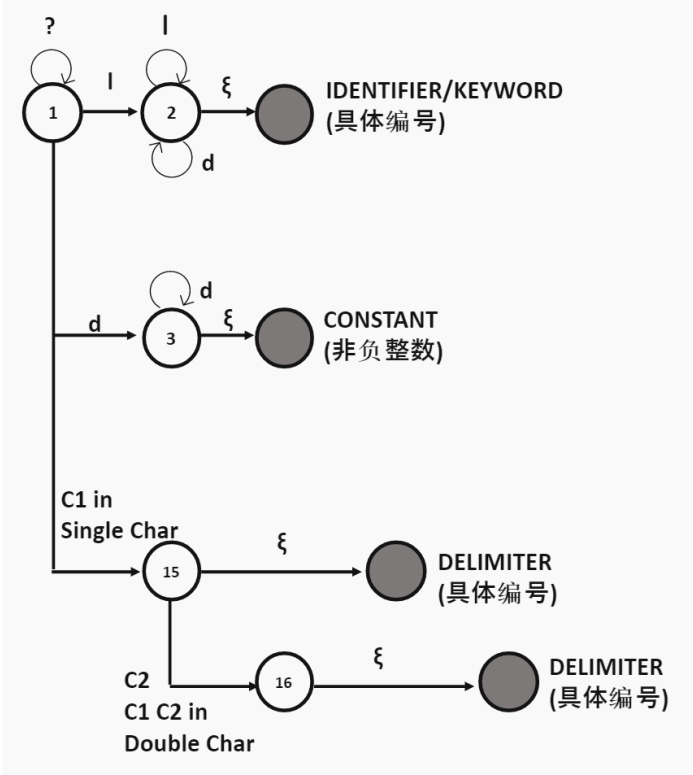 ?
l
l
ξ
1
2
IDENTIFIER/KEYWORD
(具体编号)
d
d
d
ξ
3
CONSTANT
(非负整数)
C1 in
Single Char
ξ
15
DELIMITER
(具体编号)
ξ
C2
16
DELIMITER
(具体编号)
C1 C2 in
Double Char